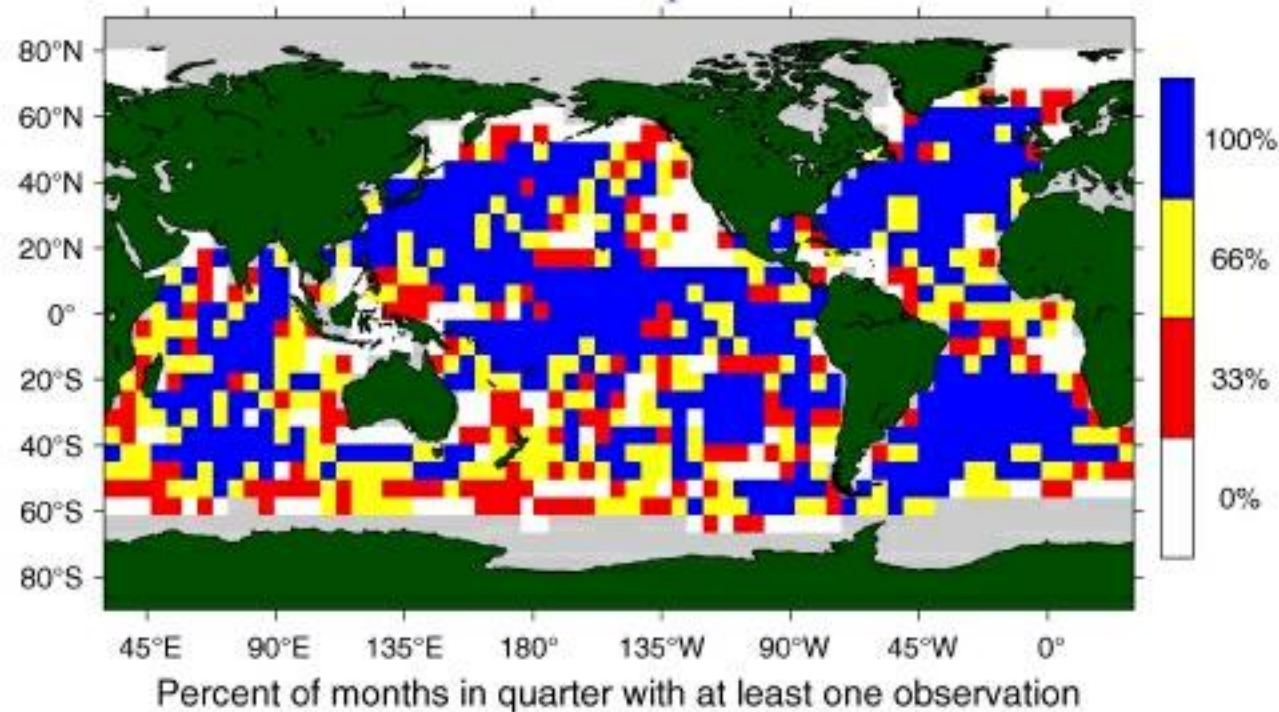 80°N
60°N
40°N
20°N
0°
20°S
40°S
60°S
80°S
45°E 90°E 135°E 180° 135°W 90°W 45°W 0°
100%
66%
33%
0%
Percent of months in quarter with at least one observation